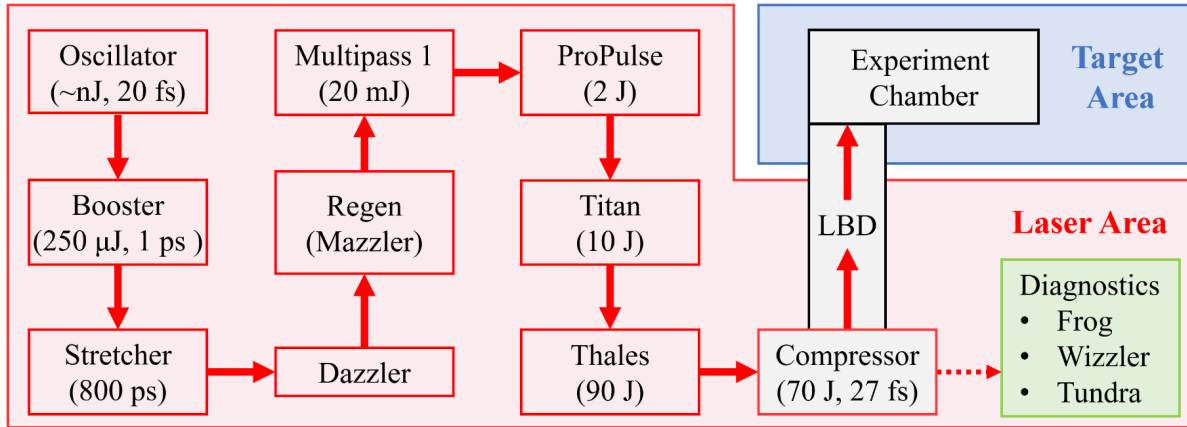 Oscillator
(~nJ, 20 fs)
Booster
(250 μJ, 1 ps )
Stretcher
(800 ps)
Dazzler
Regen
(Mazzler)
Multipass 1
(20 mJ)
ProPulse
(2 J)
Titan
(10 J)
Thales
(90 J)
Compressor
(70 J, 27 fs)
LBD
Experiment
Chamber
Target
Area
Laser Area
Diagnostics
• Frog
• Wizzler
• Tundra